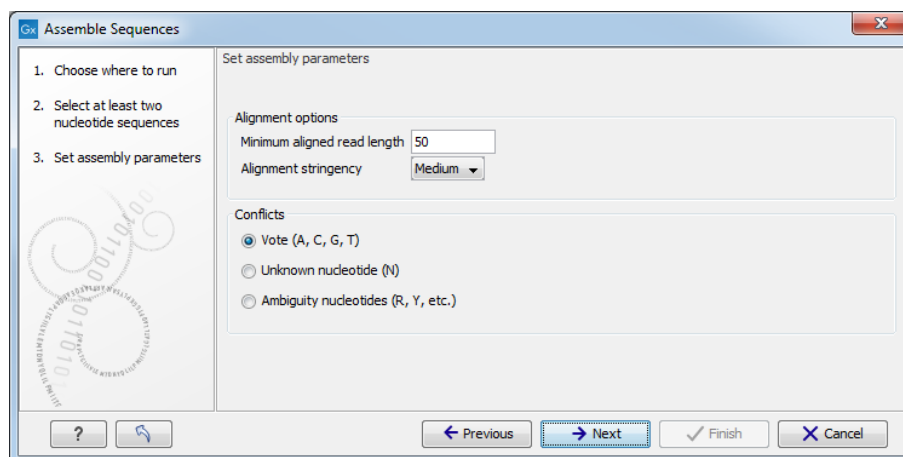 Gx Assemble Sequences
X
1. Choose where to run
2. Select at least two
nucleotide sequences
3. Set assembly parameters
Set assembly parameters
Alignment options
Minimum aligned read length 50
Alignment stringency Medium
Conflicts
Vote (A, C, G, T)
Unknown nucleotide (N)
Ambiguity nucleotides (R, Y, etc.)
? Previous Next Finish Cancel